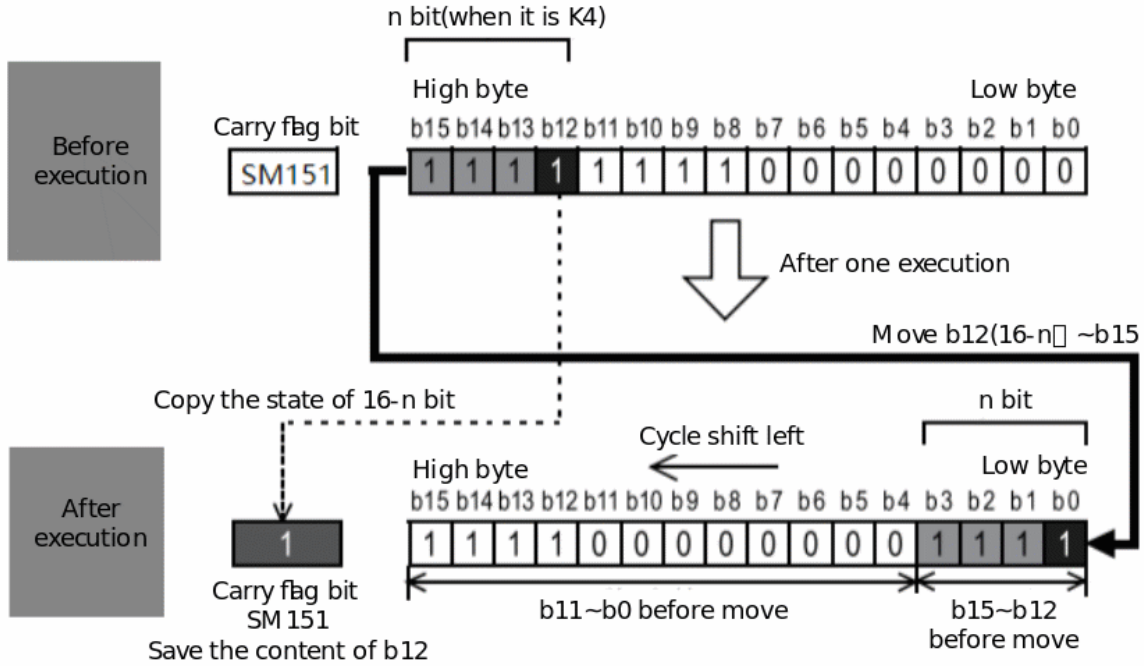 n bit(when it is K4)
High byte
Low byte
Before
execution
Carry flag bit
b15 b14 b13 b12 b11 b10 b9 b8 b7 b6 b5 b4 b3 b2 b1 b0
SM151
1 1 1 1 1 1 1 1 0 0 0 0 0 0 0 0
After one execution
Move b12(16-n□ ~b15
Copy the state of 16-n bit
n bit
Cycle shift left
High byte
Low byte
After
execution
b15 b14 b13 b12 b11 b10 b9 b8 b7 b6 b5 b4 b3 b2 b1 b0
1
1 1 1 1 0 0 0 0 0 0 0 0 1 1 1 1
Carry flag bit
SM151
b11~b0 before move
b15~b12
before move
Save the content of b12